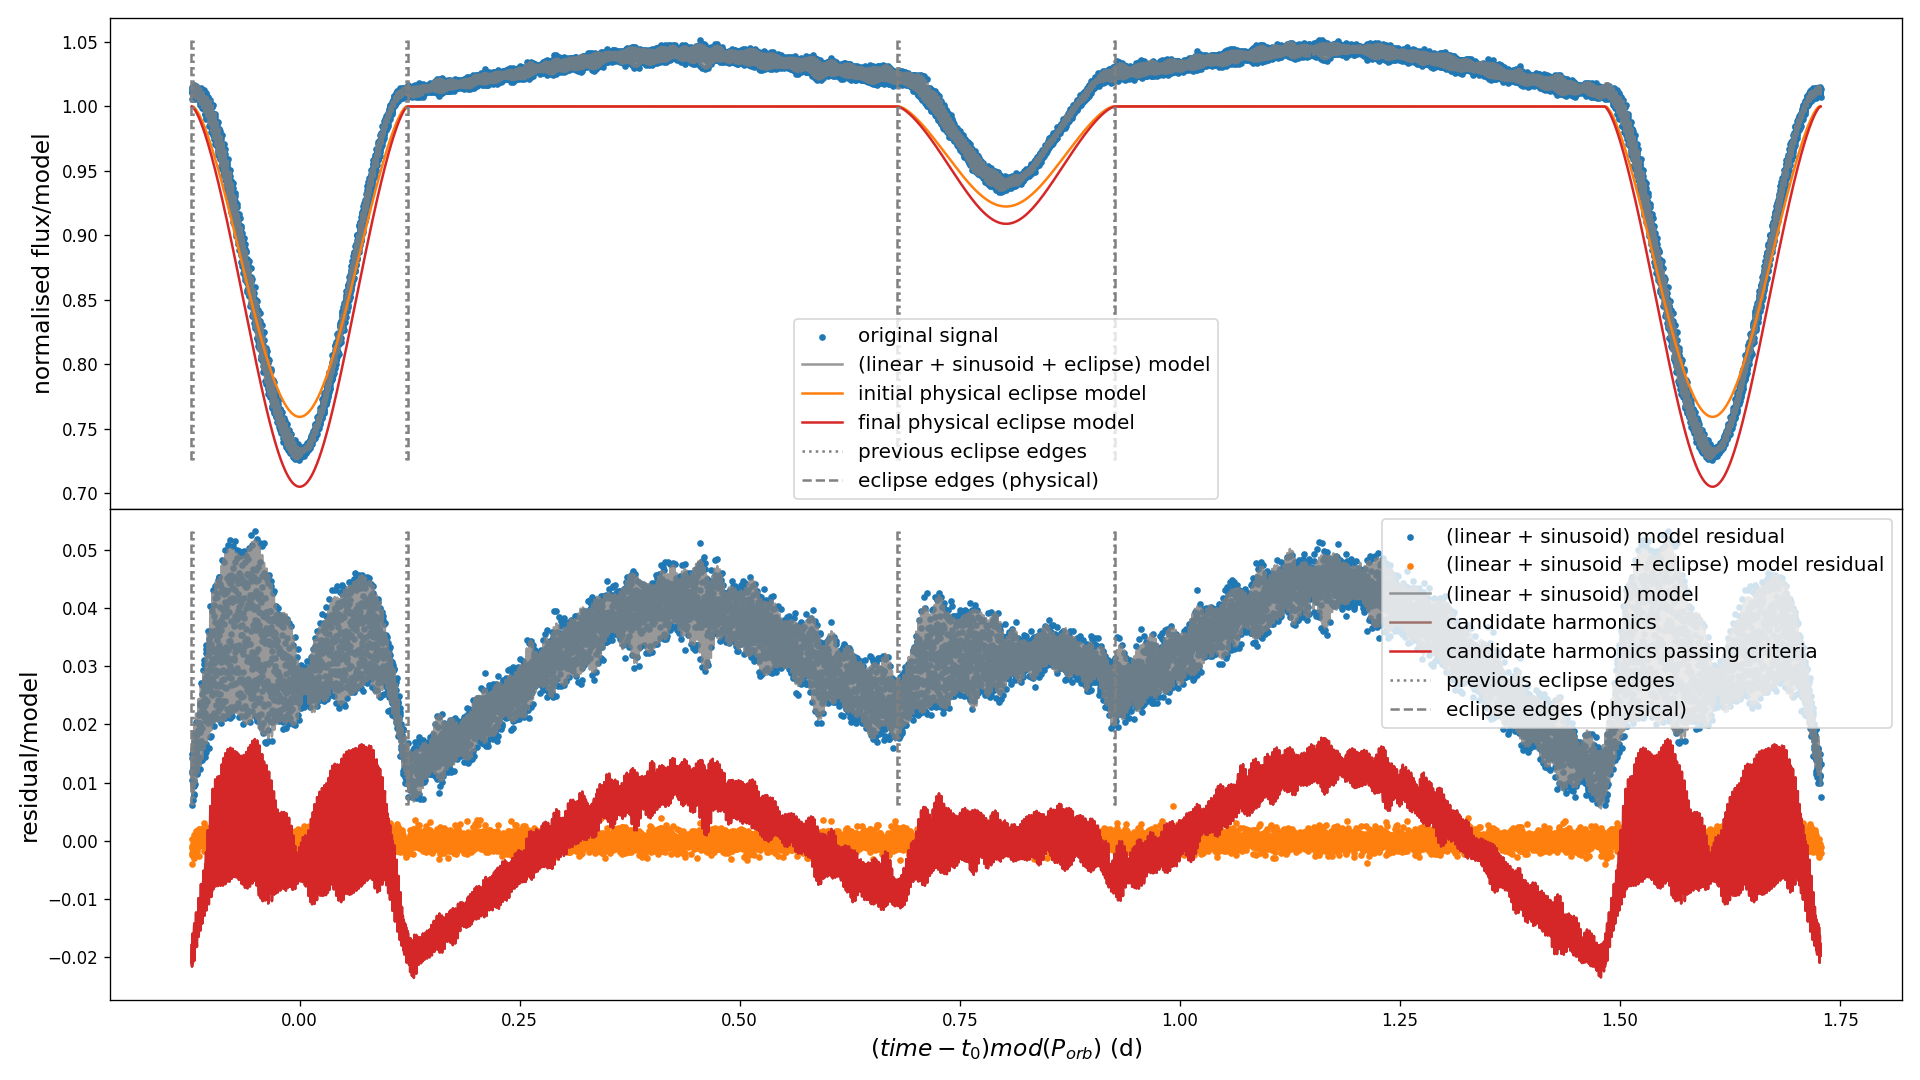 1.05
1.00
0.95
0.90
0.85
0.80
0.75
0.70
normalised flux/model
original signal
(linear + sinusoid + eclipse) model
initial physical eclipse model
final physical eclipse model
previous eclipse edges
eclipse edges (physical)
0.05
0.04
0.03
0.02
0.01
0.00
−0.01
−0.02
residual/model
(linear + sinusoid) model residual
(linear + sinusoid + eclipse) model residual
(linear + sinusoid) model
candidate harmonics
candidate harmonics passing criteria
previous eclipse edges
eclipse edges (physical)
0.00 0.25 0.50 0.75 1.00 1.25 1.50 1.75
(time − t₀)mod(P_orb) (d)